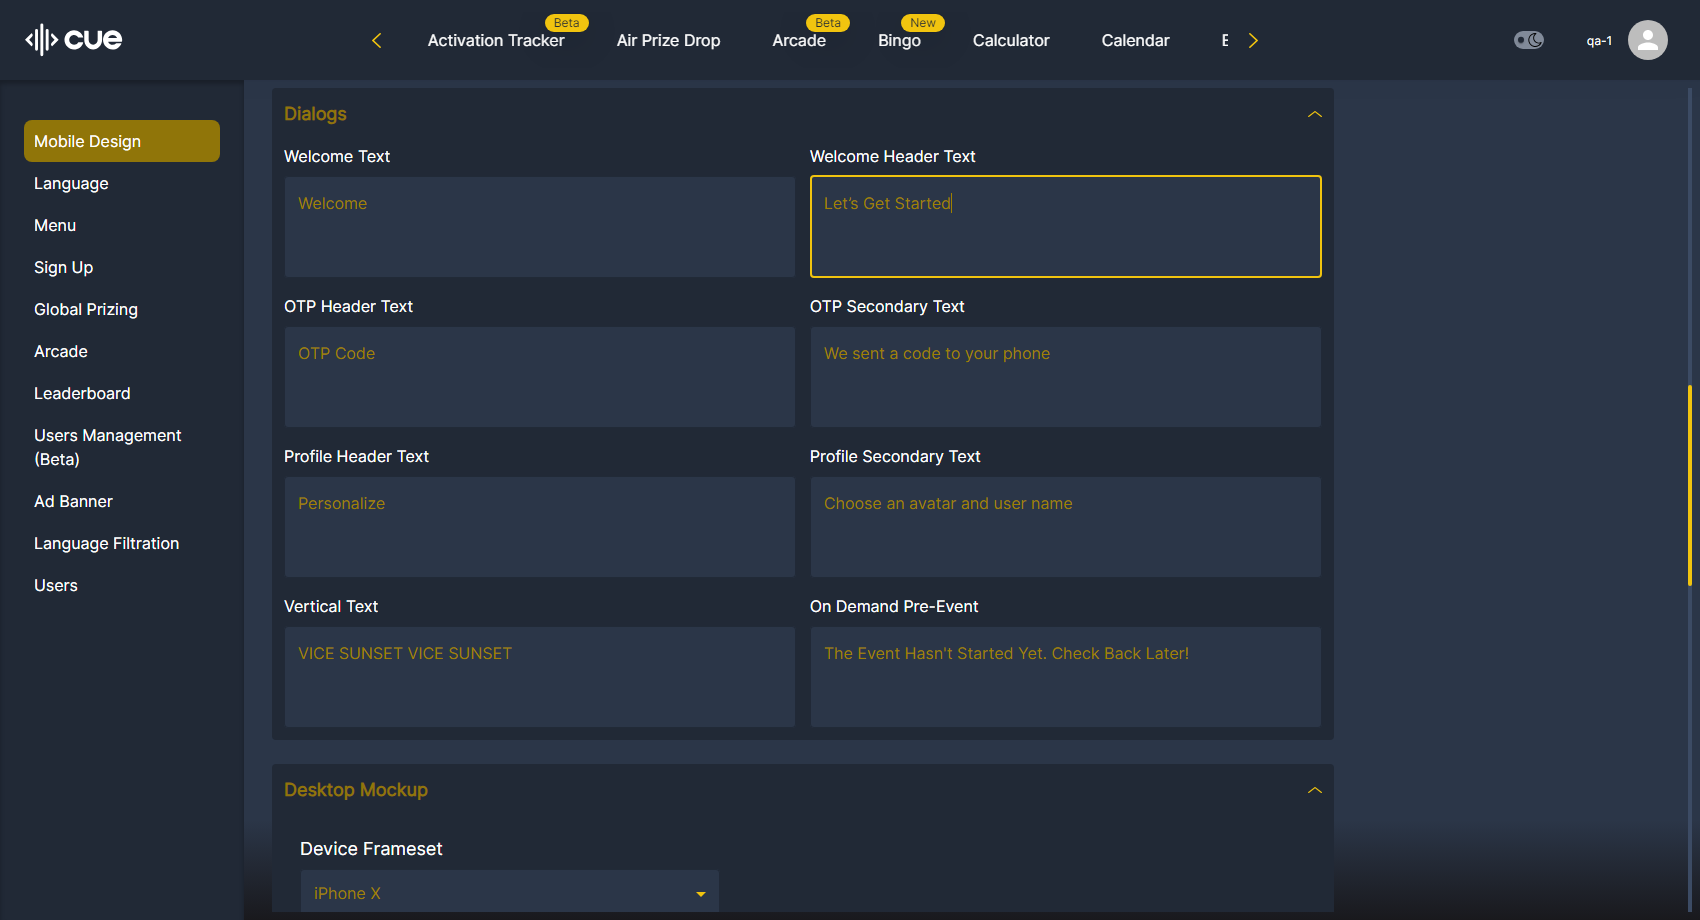 cue
Activation Tracker
Beta
Air Prize Drop
Arcade
Beta
Bingo
New
Calculator
Calendar
qa-1
Mobile Design
Language
Menu
Sign Up
Global Prizing
Arcade
Leaderboard
Users Management
(Beta)
Ad Banner
Language Filtration
Users
Dialogs
Welcome Text
Welcome
Welcome Header Text
Let’s Get Started
OTP Header Text
OTP Code
OTP Secondary Text
We sent a code to your phone
Profile Header Text
Personalize
Profile Secondary Text
Choose an avatar and user name
Vertical Text
VICE SUNSET VICE SUNSET
On Demand Pre-Event
The Event Hasn't Started Yet. Check Back Later!
Desktop Mockup
Device Frameset
iPhone X